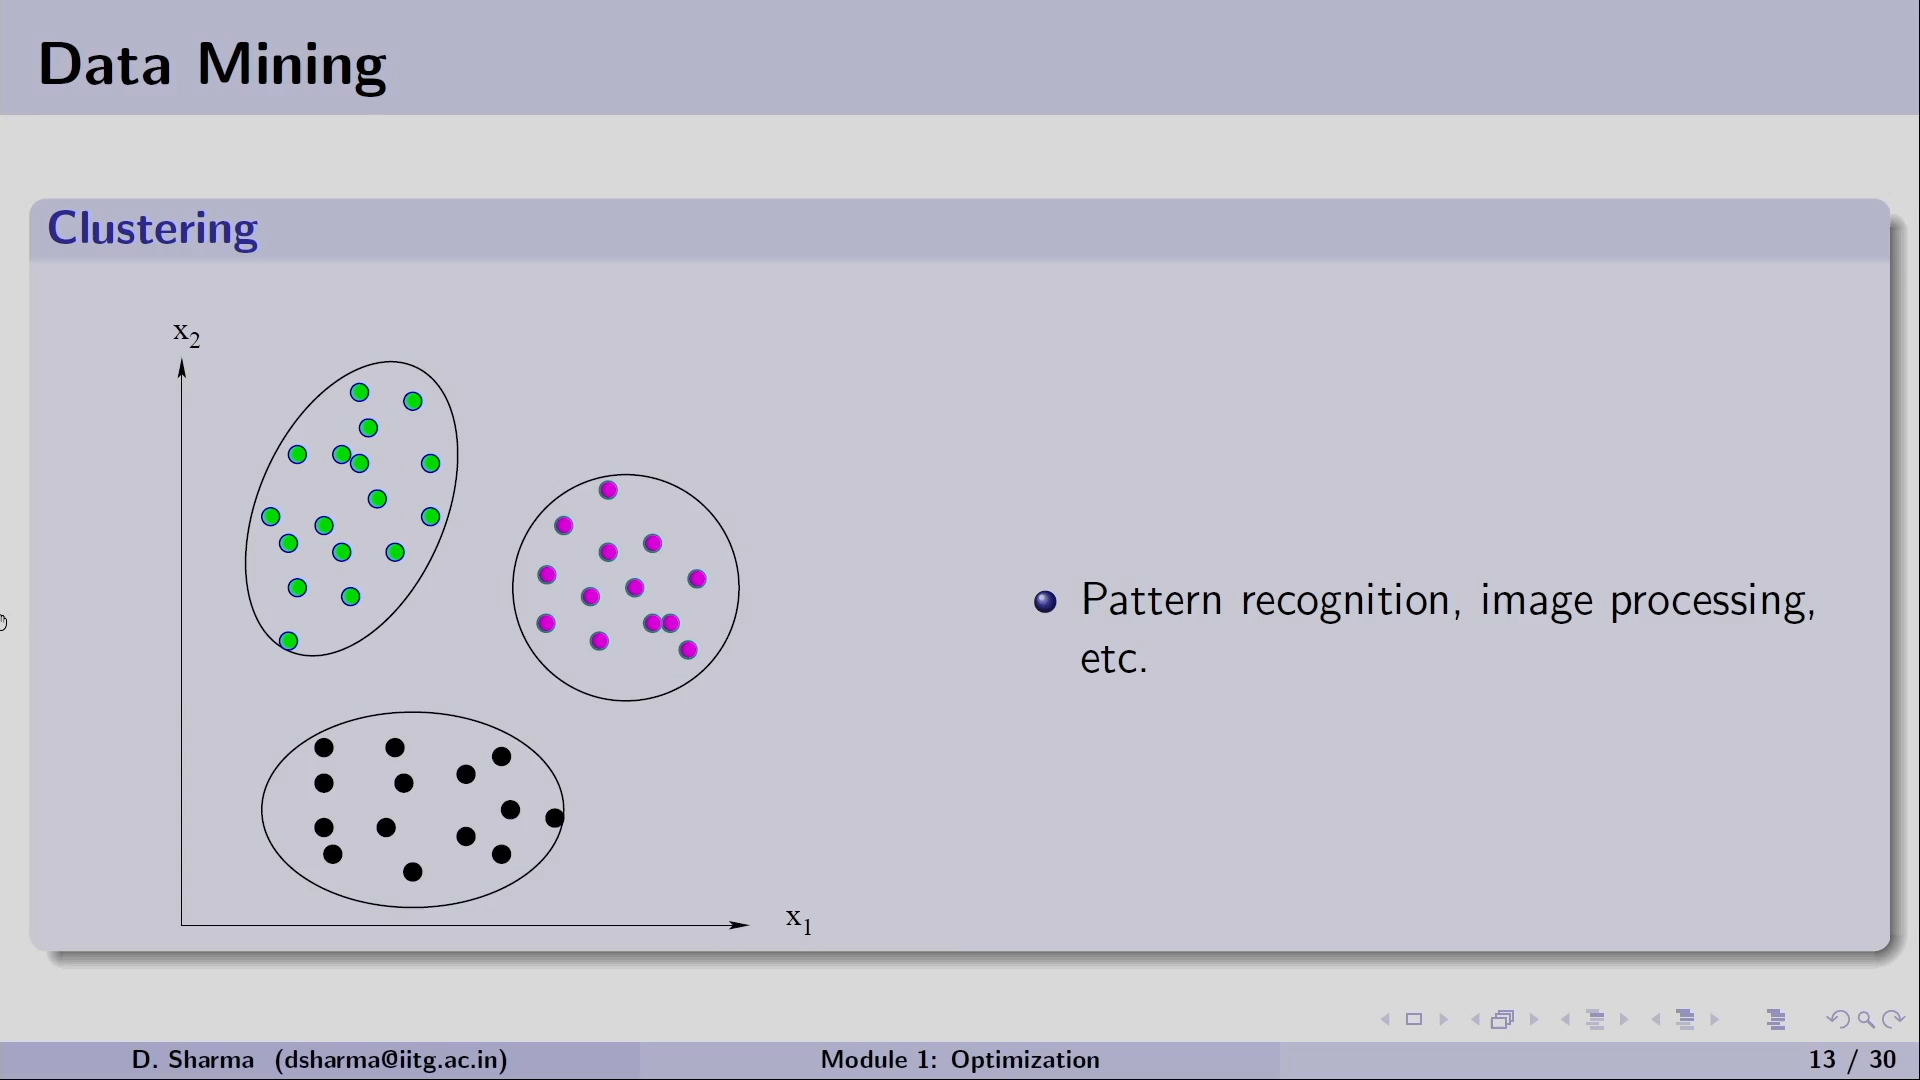 Data Mining
Clustering
x2
x1
Pattern recognition, image processing,
etc.
D. Sharma (dsharma@iitg.ac.in)
Module 1: Optimization
13 / 30